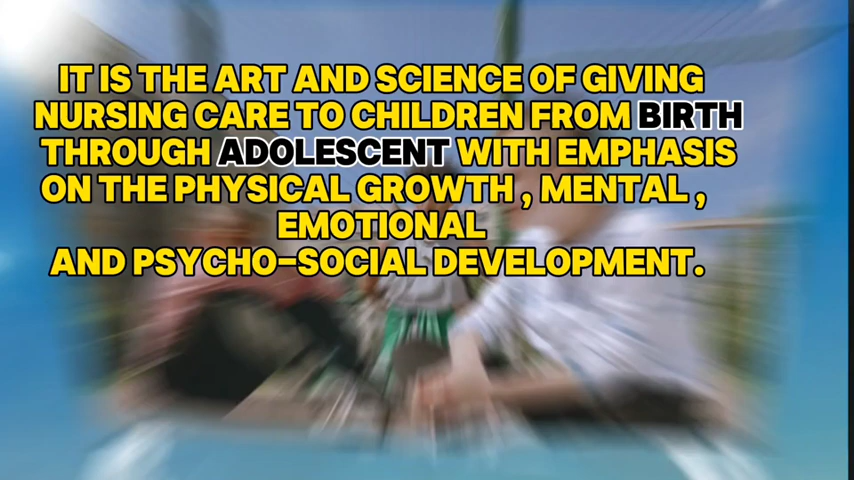 IT IS THE ART AND SCIENCE OF GIVING
NURSING CARE TO CHILDREN FROM BIRTH
THROUGH ADOLESCENT WITH EMPHASIS
ON THE PHYSICAL GROWTH , MENTAL ,
EMOTIONAL
AND PSYCHO-SOCIAL DEVELOPMENT.